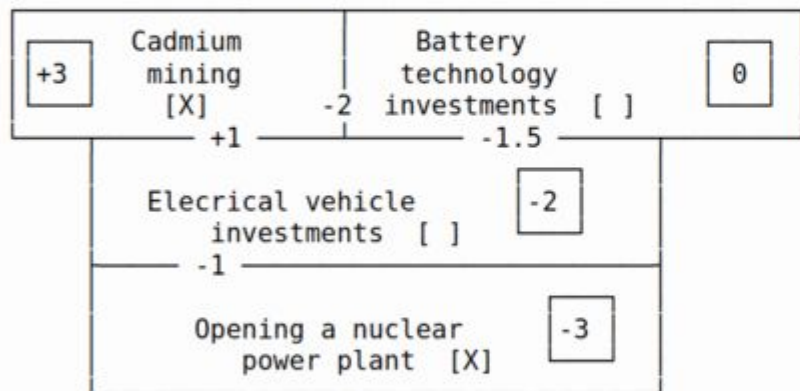 Cadmium Battery
+3 mining technology 0
[X] -2 investments [ ]
+1 -1.5
Elecrical vehicle -2
investments [ ]
-1
Opening a nuclear -3
power plant [X]